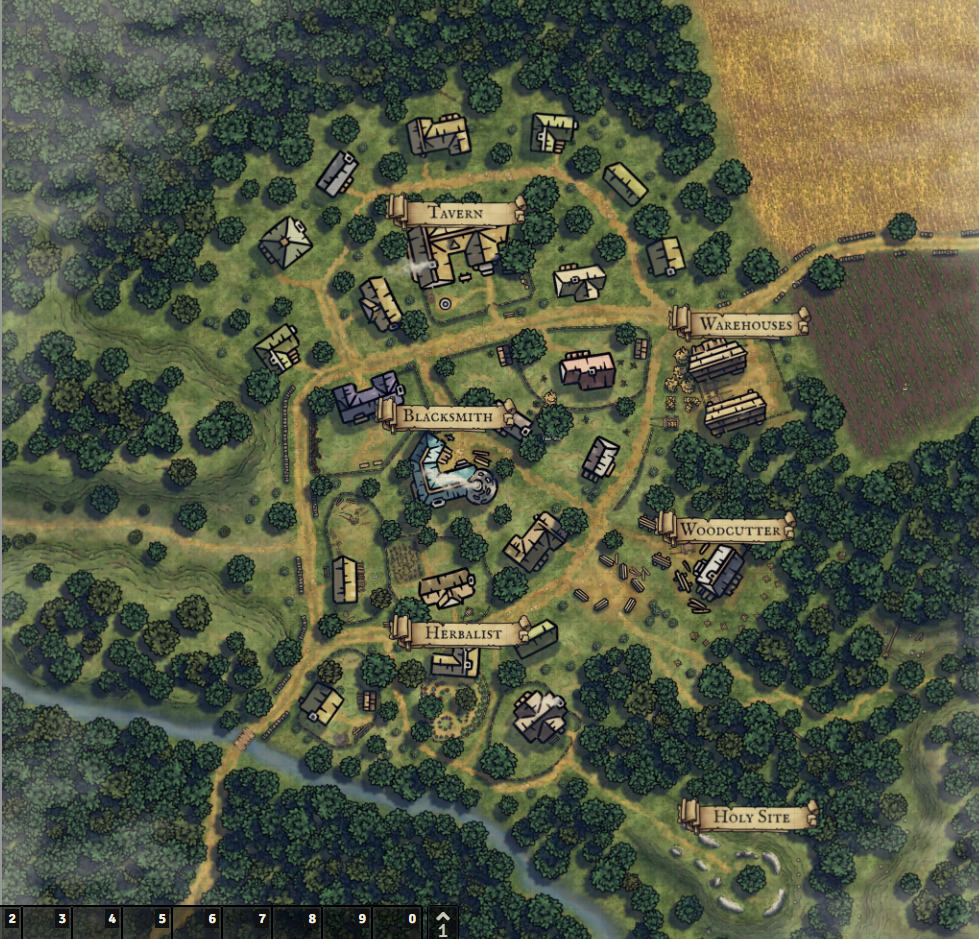 Tavern
Warehouses
Blacksmith
Woodcutter
Herbalist
Holy Site
2 3 4 5 6 7 8 9 0 1